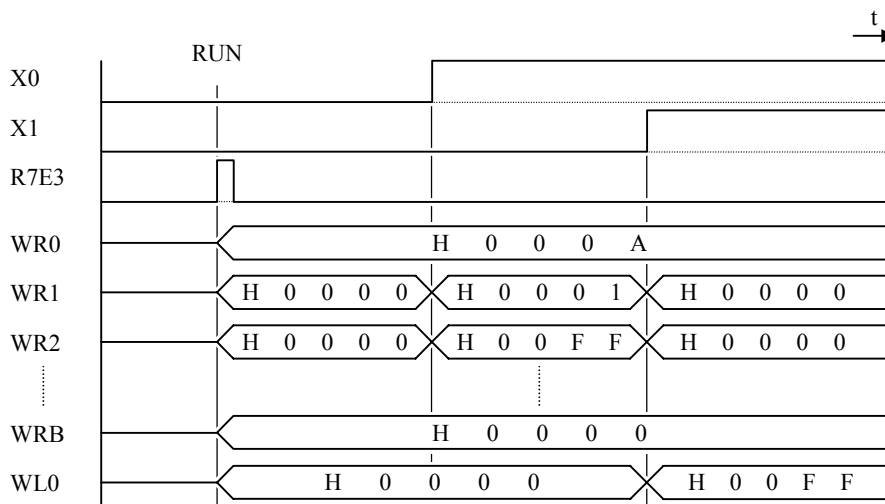 t
RUN
X0
X1
R7E3
WR0 H 0 0 0 A
WR1 H 0 0 0 0 H 0 0 0 1 H 0 0 0 0
WR2 H 0 0 0 0 H 0 0 F F H 0 0 0 0
WRB H 0 0 0 0
WL0 H 0 0 0 0 H 0 0 F F